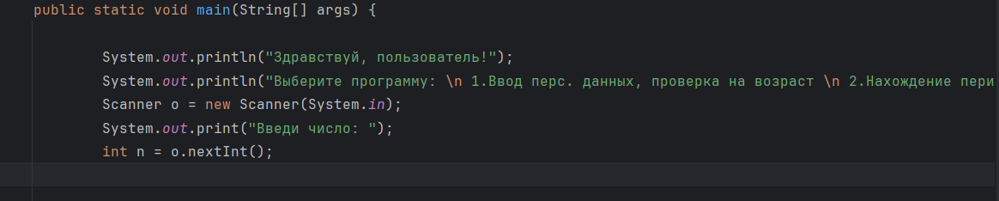 public static void main(String[] args) {
System.out.println("Здравствуй, пользователь!");
System.out.println("Выберите программу: \n 1.Ввод перс. данных, проверка на возраст \n 2.Нахождение пери
Scanner o = new Scanner(System.in);
System.out.print("Введи число: ");
int n = o.nextInt();